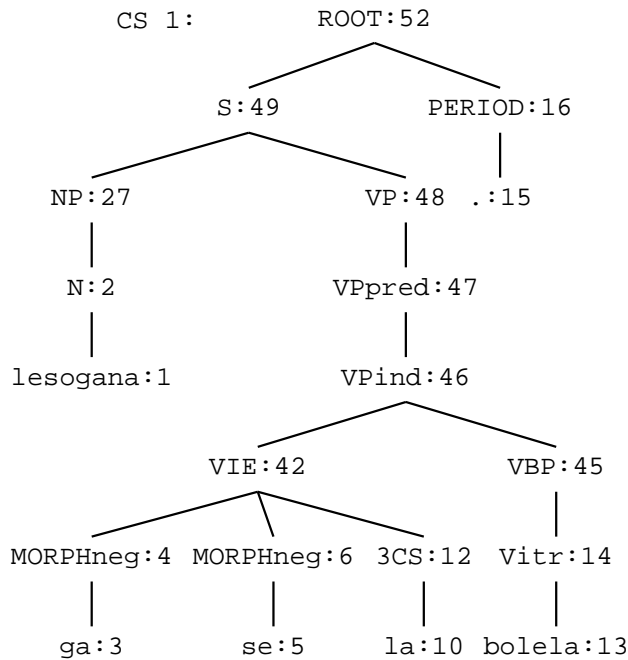 CS 1: ROOT:52
S:49 PERIOD:16
NP:27 VP:48 .:15
N:2 VPpred:47
lesogana:1 VPind:46
VIE:42 VBP:45
MORPHneg:4 MORPHneg:6 3CS:12 Vitr:14
ga:3 se:5 la:10 bolela:13